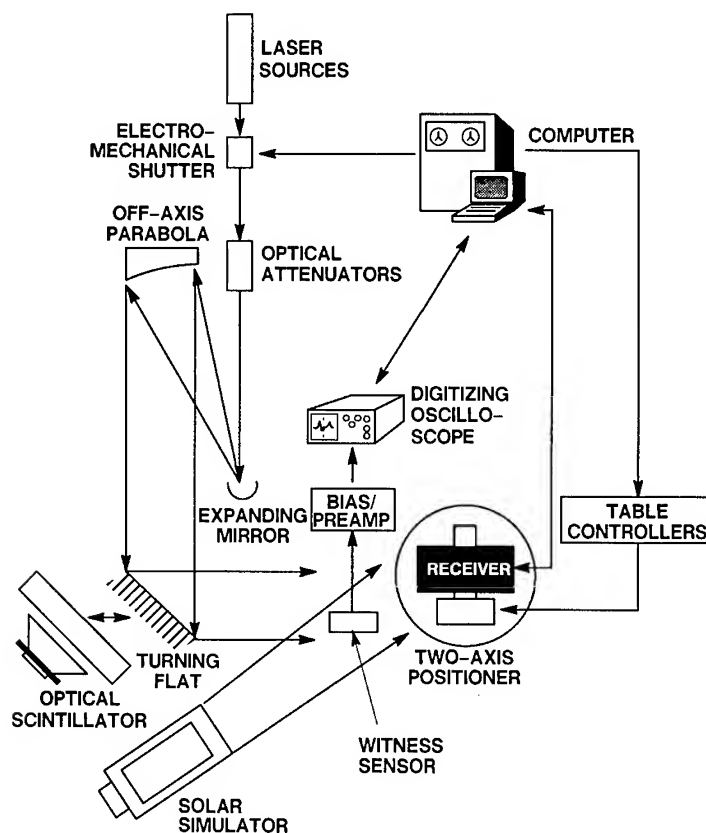 LASER
SOURCES
ELECTRO-
MECHANICAL
SHUTTER
COMPUTER
OFF-AXIS
PARABOLA
OPTICAL
ATTENUATORS
DIGITIZING
OSCILLO-
SCOPE
EXPANDING
MIRROR
BIAS/
PREAMP
TABLE
CONTROLLERS
RECEIVER
TURNING
FLAT
TWO-AXIS
POSITIONER
OPTICAL
SCINTILLATOR
WITNESS
SENSOR
SOLAR
SIMULATOR